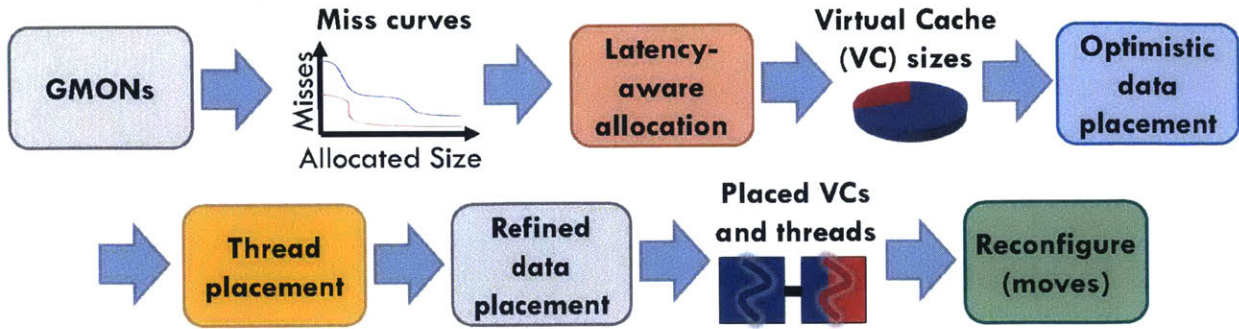 GMONs
Miss curves
Misses
Allocated Size
Latency-
aware
allocation
Virtual Cache
(VC) sizes
Optimistic
data
placement
Thread
placement
Refined
data
placement
Placed VCs
and threads
Reconfigure
(moves)